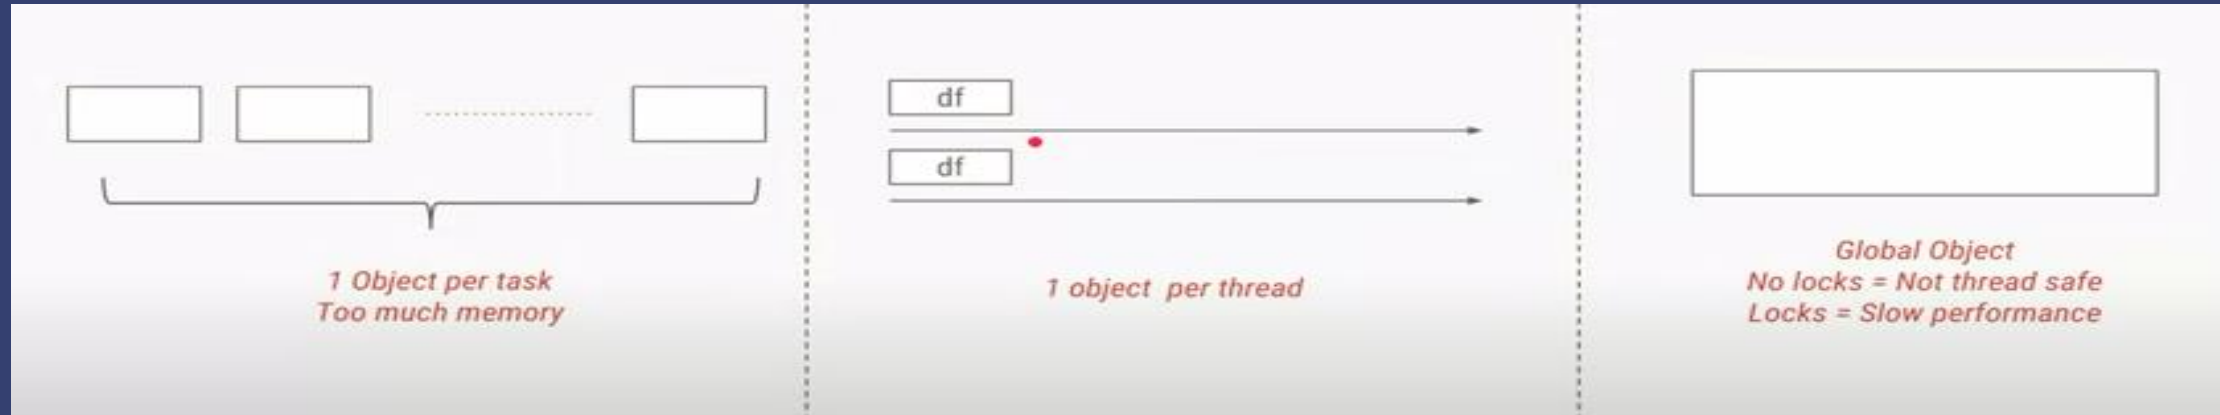 1 Object per task
Too much memory
df
df
1 object per thread
Global Object
No locks = Not thread safe
Locks = Slow performance